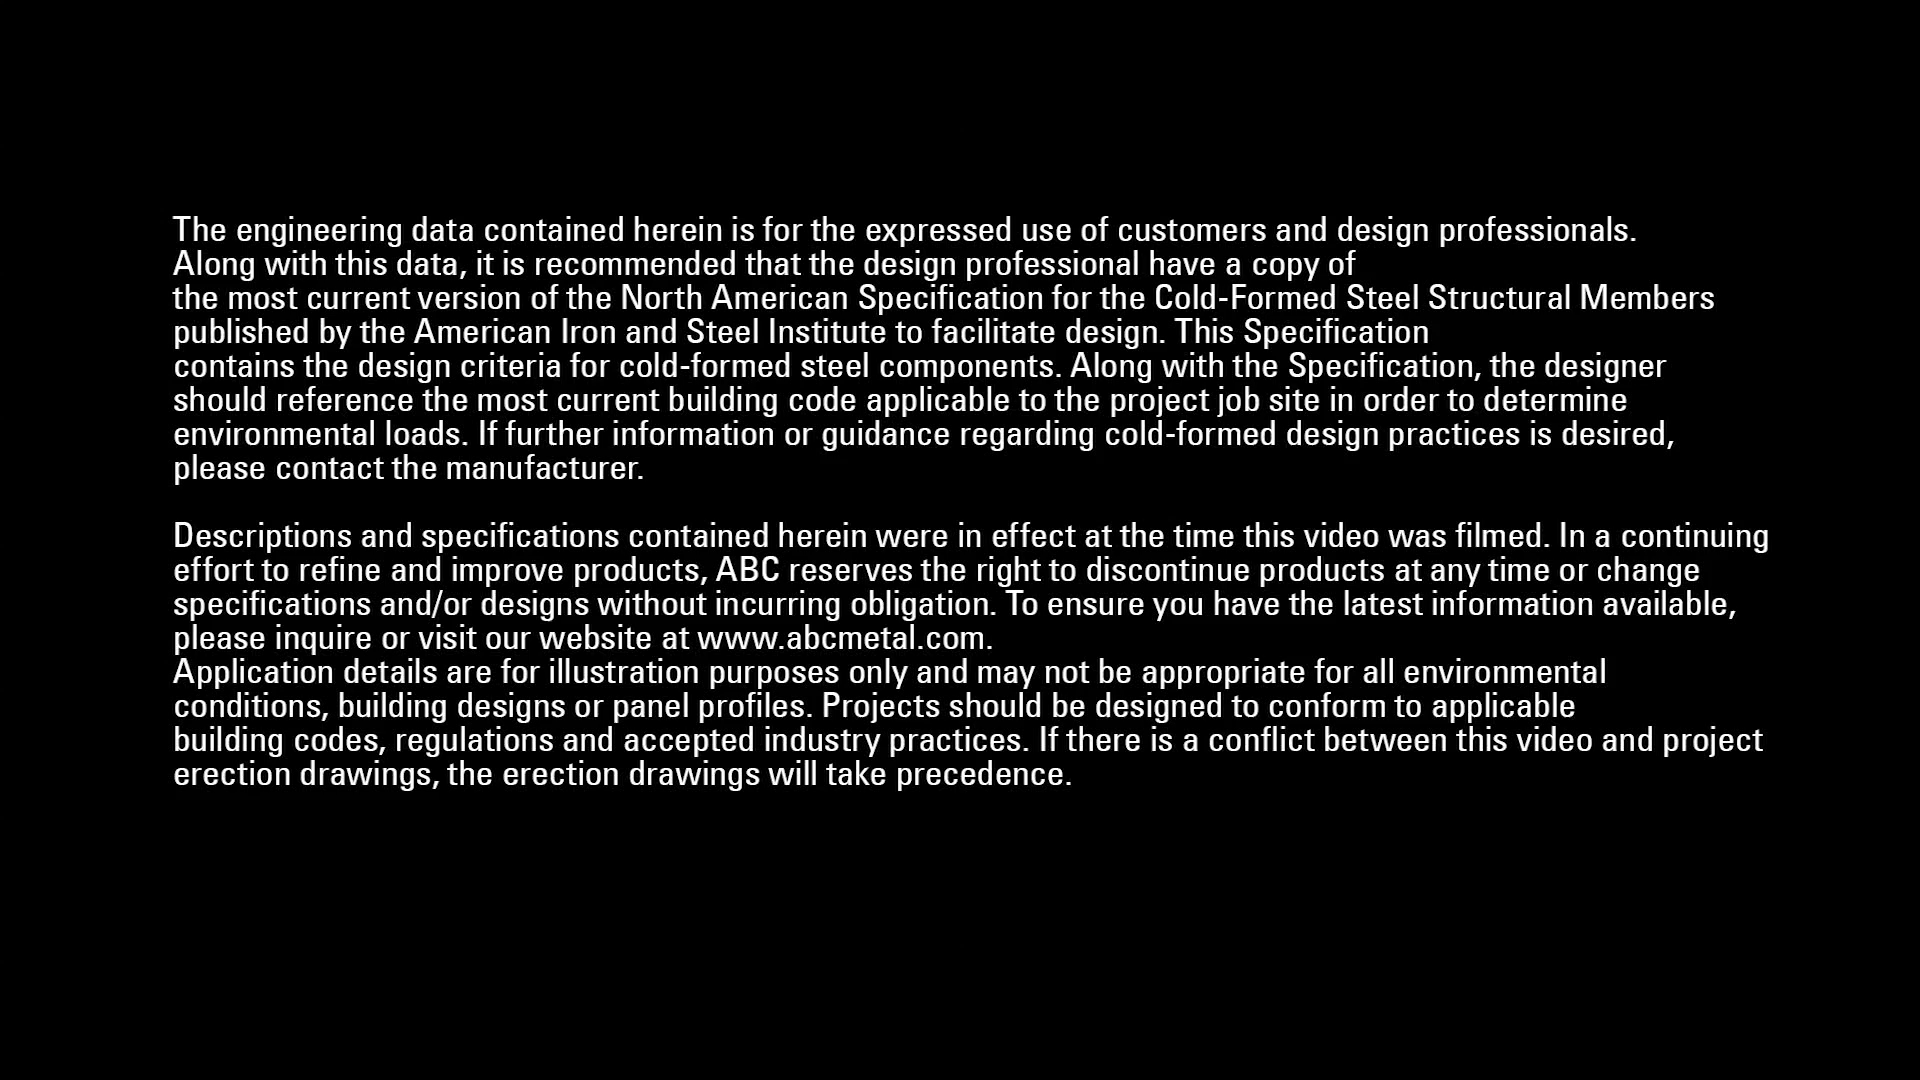 The engineering data contained herein is for the expressed use of customers and design professionals.
Along with this data, it is recommended that the design professional have a copy of
the most current version of the North American Specification for the Cold-Formed Steel Structural Members
published by the American Iron and Steel Institute to facilitate design. This Specification
contains the design criteria for cold-formed steel components. Along with the Specification, the designer
should reference the most current building code applicable to the project job site in order to determine
environmental loads. If further information or guidance regarding cold-formed design practices is desired,
please contact the manufacturer.
Descriptions and specifications contained herein were in effect at the time this video was filmed. In a continuing
effort to refine and improve products, ABC reserves the right to discontinue products at any time or change
specifications and/or designs without incurring obligation. To ensure you have the latest information available,
please inquire or visit our website at www.abcmetal.com.
Application details are for illustration purposes only and may not be appropriate for all environmental
conditions, building designs or panel profiles. Projects should be designed to conform to applicable
building codes, regulations and accepted industry practices. If there is a conflict between this video and project
erection drawings, the erection drawings will take precedence.